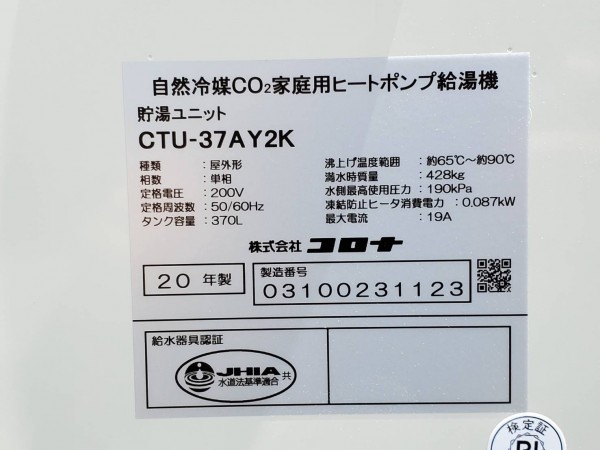 自然冷媒CO₂家庭用ヒートポンプ給湯機
貯湯ユニット
CTU-37AY2K
種類 : 屋外形
相数 : 単相
定格電圧 : 200V
定格周波数 : 50/60Hz
タンク容量 : 370L
沸上げ温度範囲 : 約65℃~約90℃
満水時質量 : 428kg
水側最高使用圧力 : 190kPa
凍結防止ヒータ消費電力 : 0.087kW
最大電流 : 19A
株式会社 コロナ
20 年製
製造番号
03100231123
給水器具認証
JHIA
水道法基準適合
共
検定証